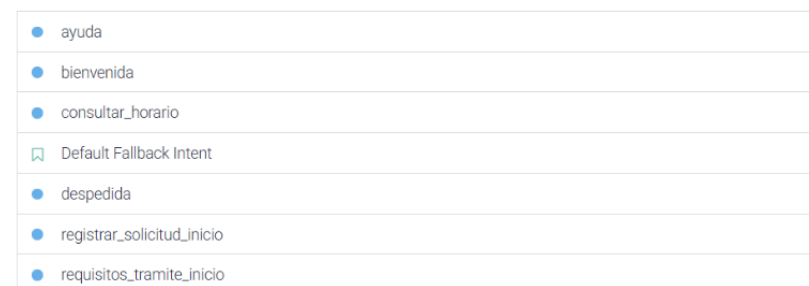 ayuda
bienvenida
consultar_horario
Default Fallback Intent
despedida
registrar_solicitud_inicio
requisitos_tramite_inicio